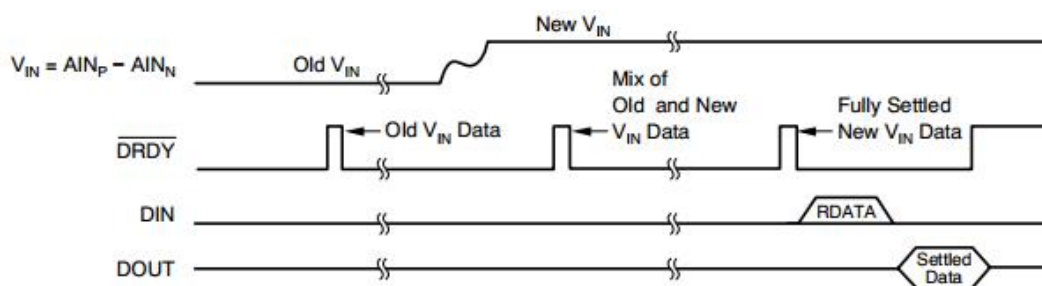 New V_IN
V_IN = AIN_P − AIN_N
Old V_IN
Mix of
Old and New
V_IN Data
Fully Settled
New V_IN Data
Old V_IN Data
DRDY
DIN
RDATA
DOUT
Settled
Data